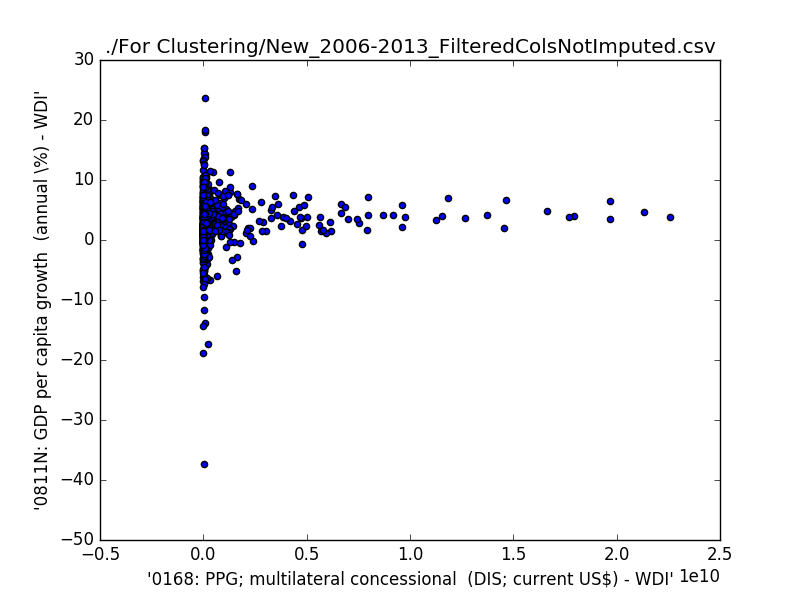 ./For Clustering/New_2006-2013_FilteredColsNotImputed.csv
30
20
10
0
−10
−20
−30
−40
−50
'0811N: GDP per capita growth  (annual \%) - WDI'
−0.5 0.0 0.5 1.0 1.5 2.0 2.5
1e10
'0168: PPG; multilateral concessional  (DIS; current US$) - WDI'